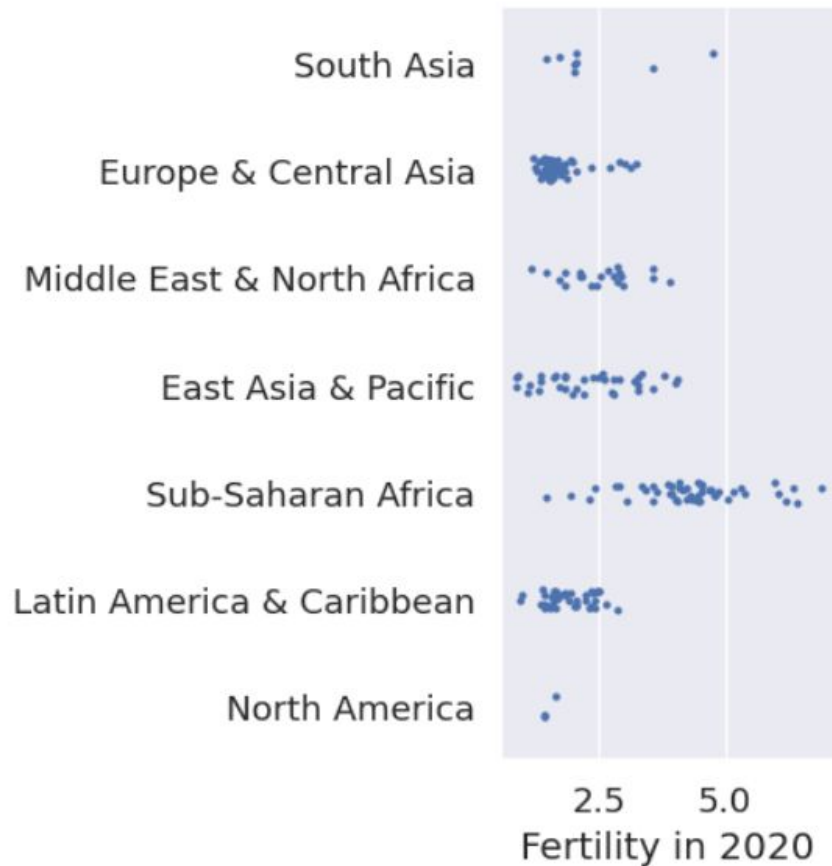 South Asia
Europe & Central Asia
Middle East & North Africa
East Asia & Pacific
Sub-Saharan Africa
Latin America & Caribbean
North America
2.5 5.0
Fertility in 2020